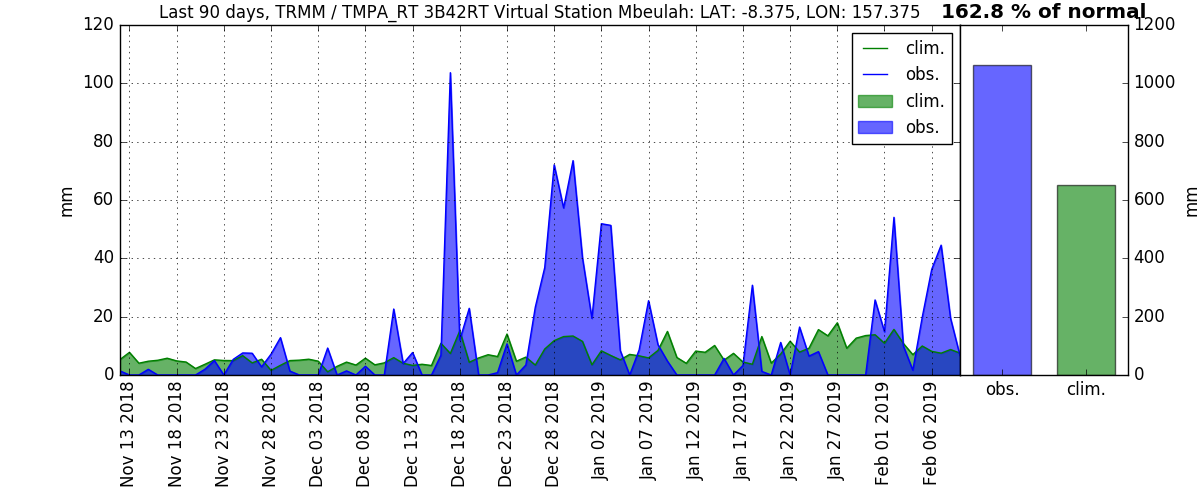 Last 90 days, TRMM / TMPA_RT 3B42RT Virtual Station Mbeulah: LAT: -8.375, LON: 157.375
162.8 % of normal
mm
120
100
80
60
40
20
0
clim.
obs.
clim.
obs.
1200
1000
800
600
400
200
0
mm
Nov 13 2018
Nov 18 2018
Nov 23 2018
Nov 28 2018
Dec 03 2018
Dec 08 2018
Dec 13 2018
Dec 18 2018
Dec 23 2018
Dec 28 2018
Jan 02 2019
Jan 07 2019
Jan 12 2019
Jan 17 2019
Jan 22 2019
Jan 27 2019
Feb 01 2019
Feb 06 2019
obs.
clim.